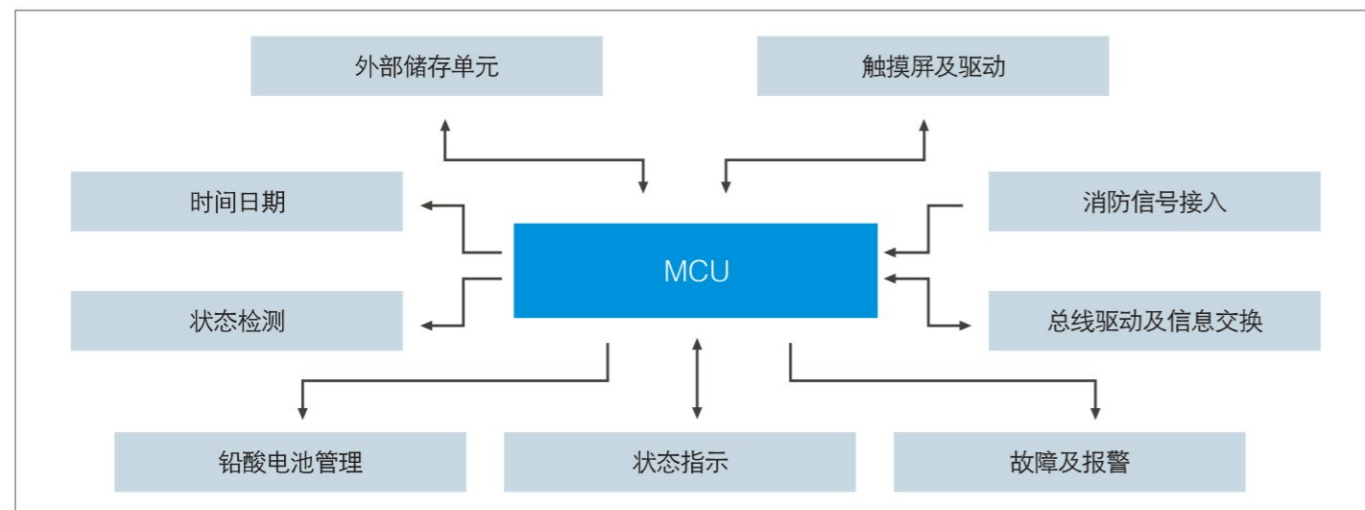 外部储存单元
触摸屏及驱动
时间日期
消防信号接入
MCU
状态检测
总线驱动及信息交换
铅酸电池管理
状态指示
故障及报警